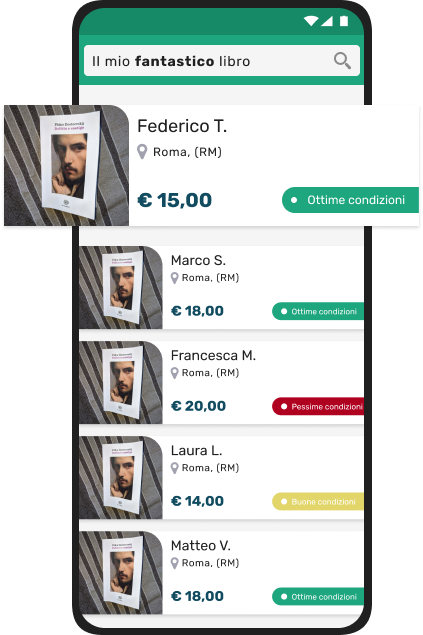 Il mio fantastico libro
Federico T.
Roma, (RM)
€ 15,00
Ottime condizioni
Marco S.
Roma, (RM)
€ 18,00
Ottime condizioni
Francesca M.
Roma, (RM)
€ 20,00
Pessime condizioni
Laura L.
Roma, (RM)
€ 14,00
Buone condizioni
Matteo V.
Roma, (RM)
€ 18,00
Ottime condizioni